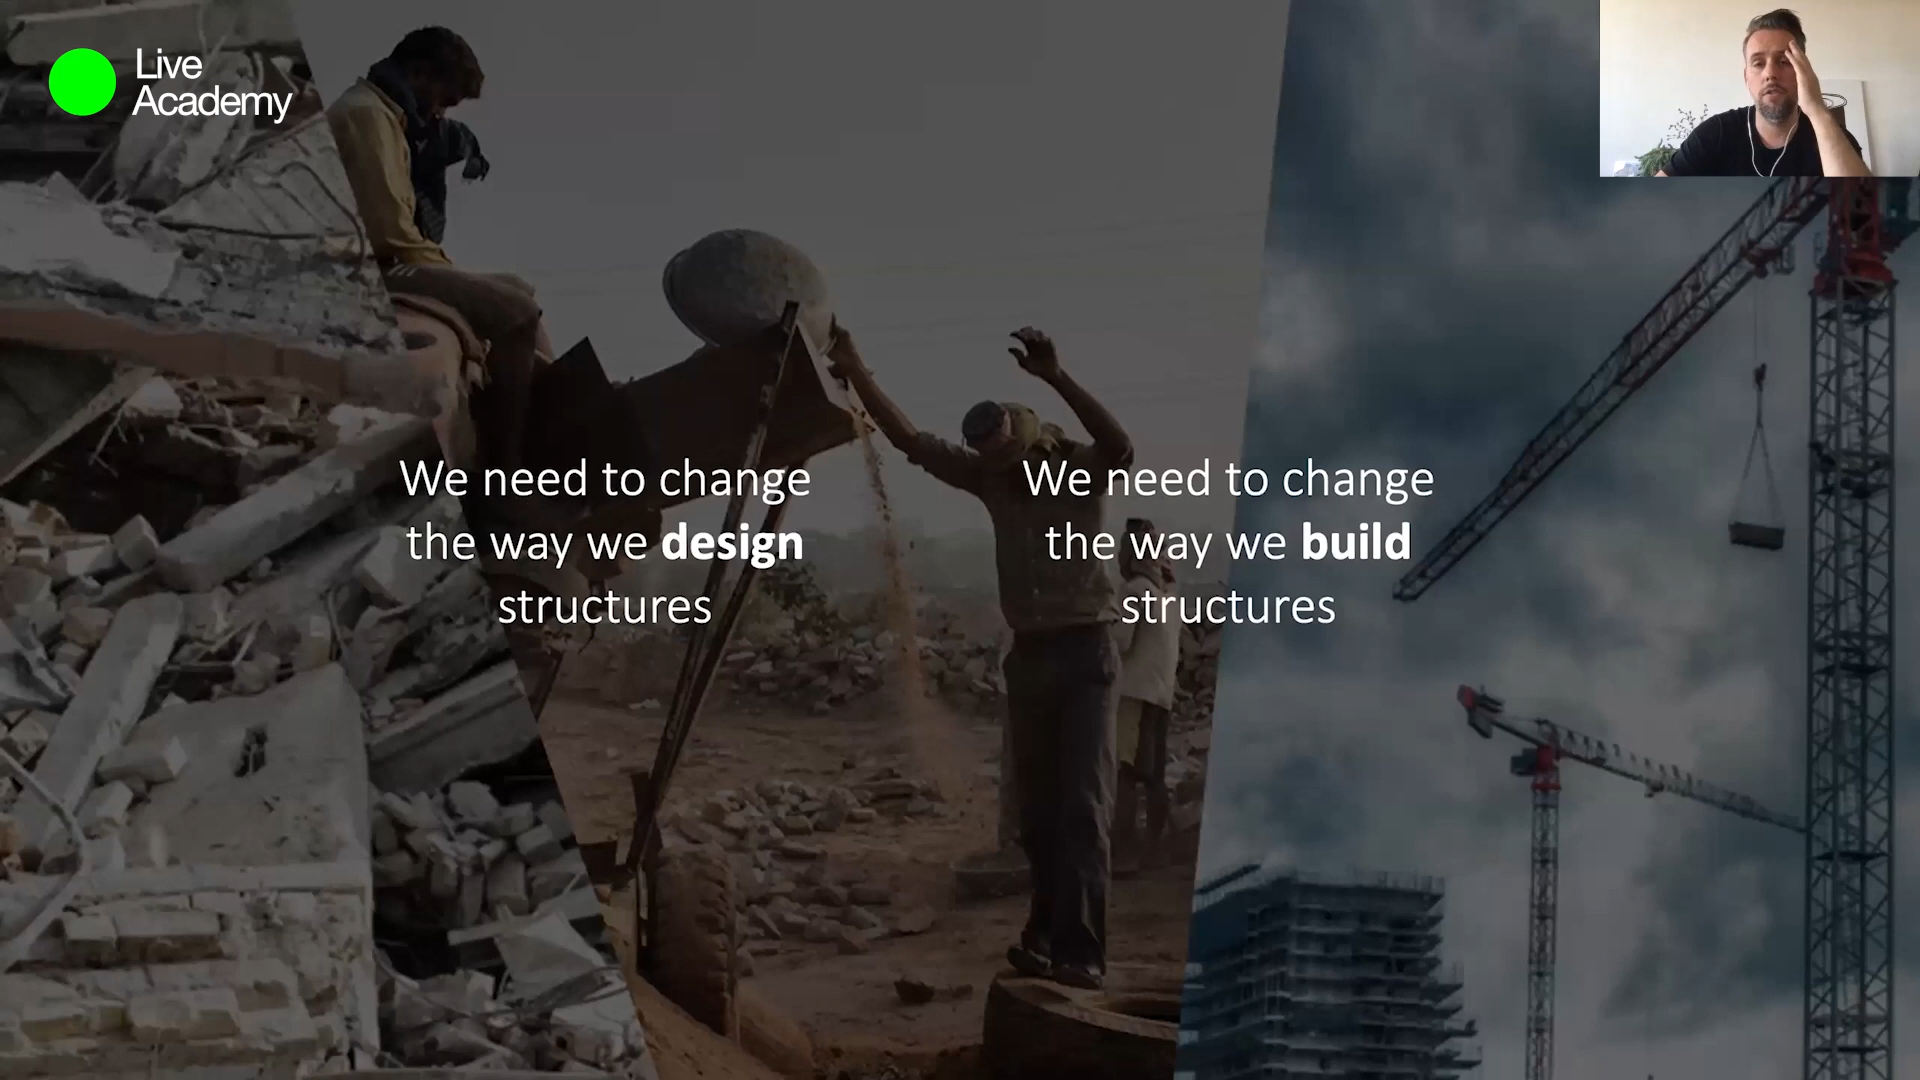 Live
Academy
We need to change
the way we design
structures
We need to change
the way we build
structures